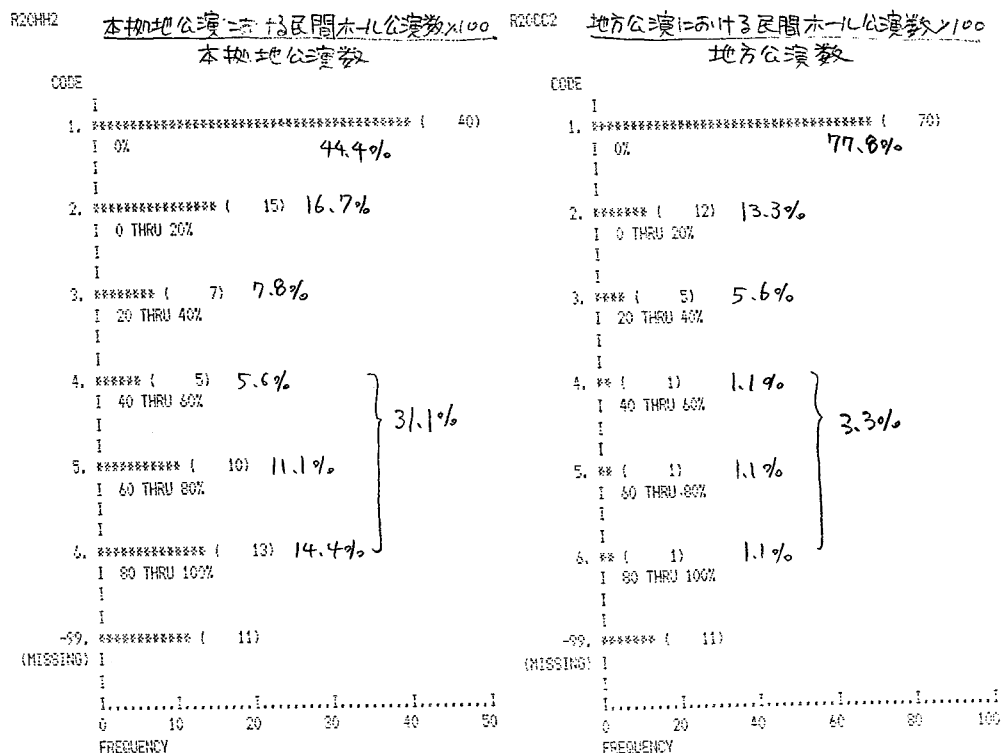 R20HH2
本拠地公演における民間ホール公演数×100
本拠地公演数
CODE
I
1. **************************************** ( 40) 44.4%
I 0%
I
I
2. **************** ( 15) 16.7%
I 0 THRU 20%
I
I
3. ******** ( 7) 7.8%
I 20 THRU 40%
I
I
4. ****** ( 5) 5.6%
I 40 THRU 60%
I
I
5. *********** ( 10) 11.1%
I 60 THRU 80%
I
I
6. ************** ( 13) 14.4%
I 80 THRU 100%
I
I
31.1%
-99. ************ ( 11)
(MISSING) I
I
I.........I.........I.........I.........I.........I
0 10 20 30 40 50
FREQUENCY
R20CC2
地方公演における民間ホール公演数×100
地方公演数
CODE
I
1. ************************************ ( 70) 77.8%
I 0%
I
I
2. ******* ( 12) 13.3%
I 0 THRU 20%
I
I
3. **** ( 5) 5.6%
I 20 THRU 40%
I
I
4. ** ( 1) 1.1%
I 40 THRU 60%
I
I
5. ** ( 1) 1.1%
I 60 THRU 80%
I
I
6. ** ( 1) 1.1%
I 80 THRU 100%
I
I
3.3%
-99. ******* ( 11)
(MISSING) I
I
I.........I.........I.........I.........I.........I
0 20 40 60 80 100
FREQUENCY